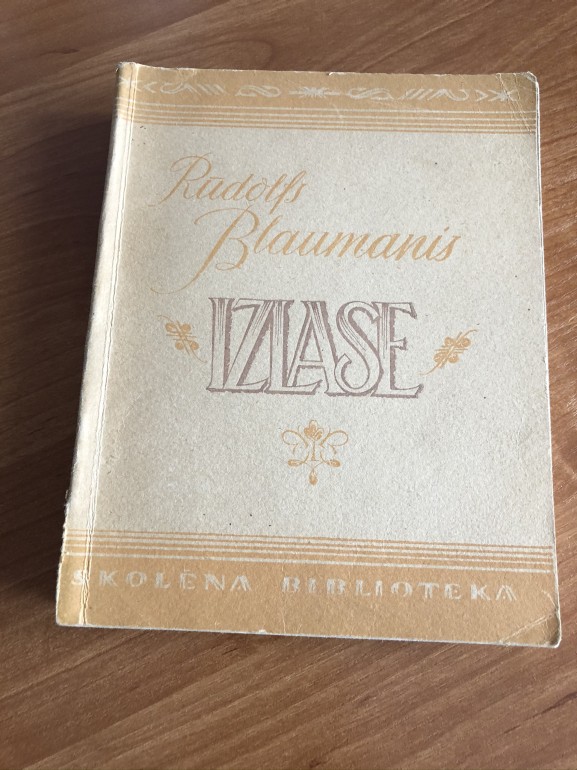 Rūdolfs
Blaumanis
IZLASE
SKOLĒNA BIBLIOTEKA